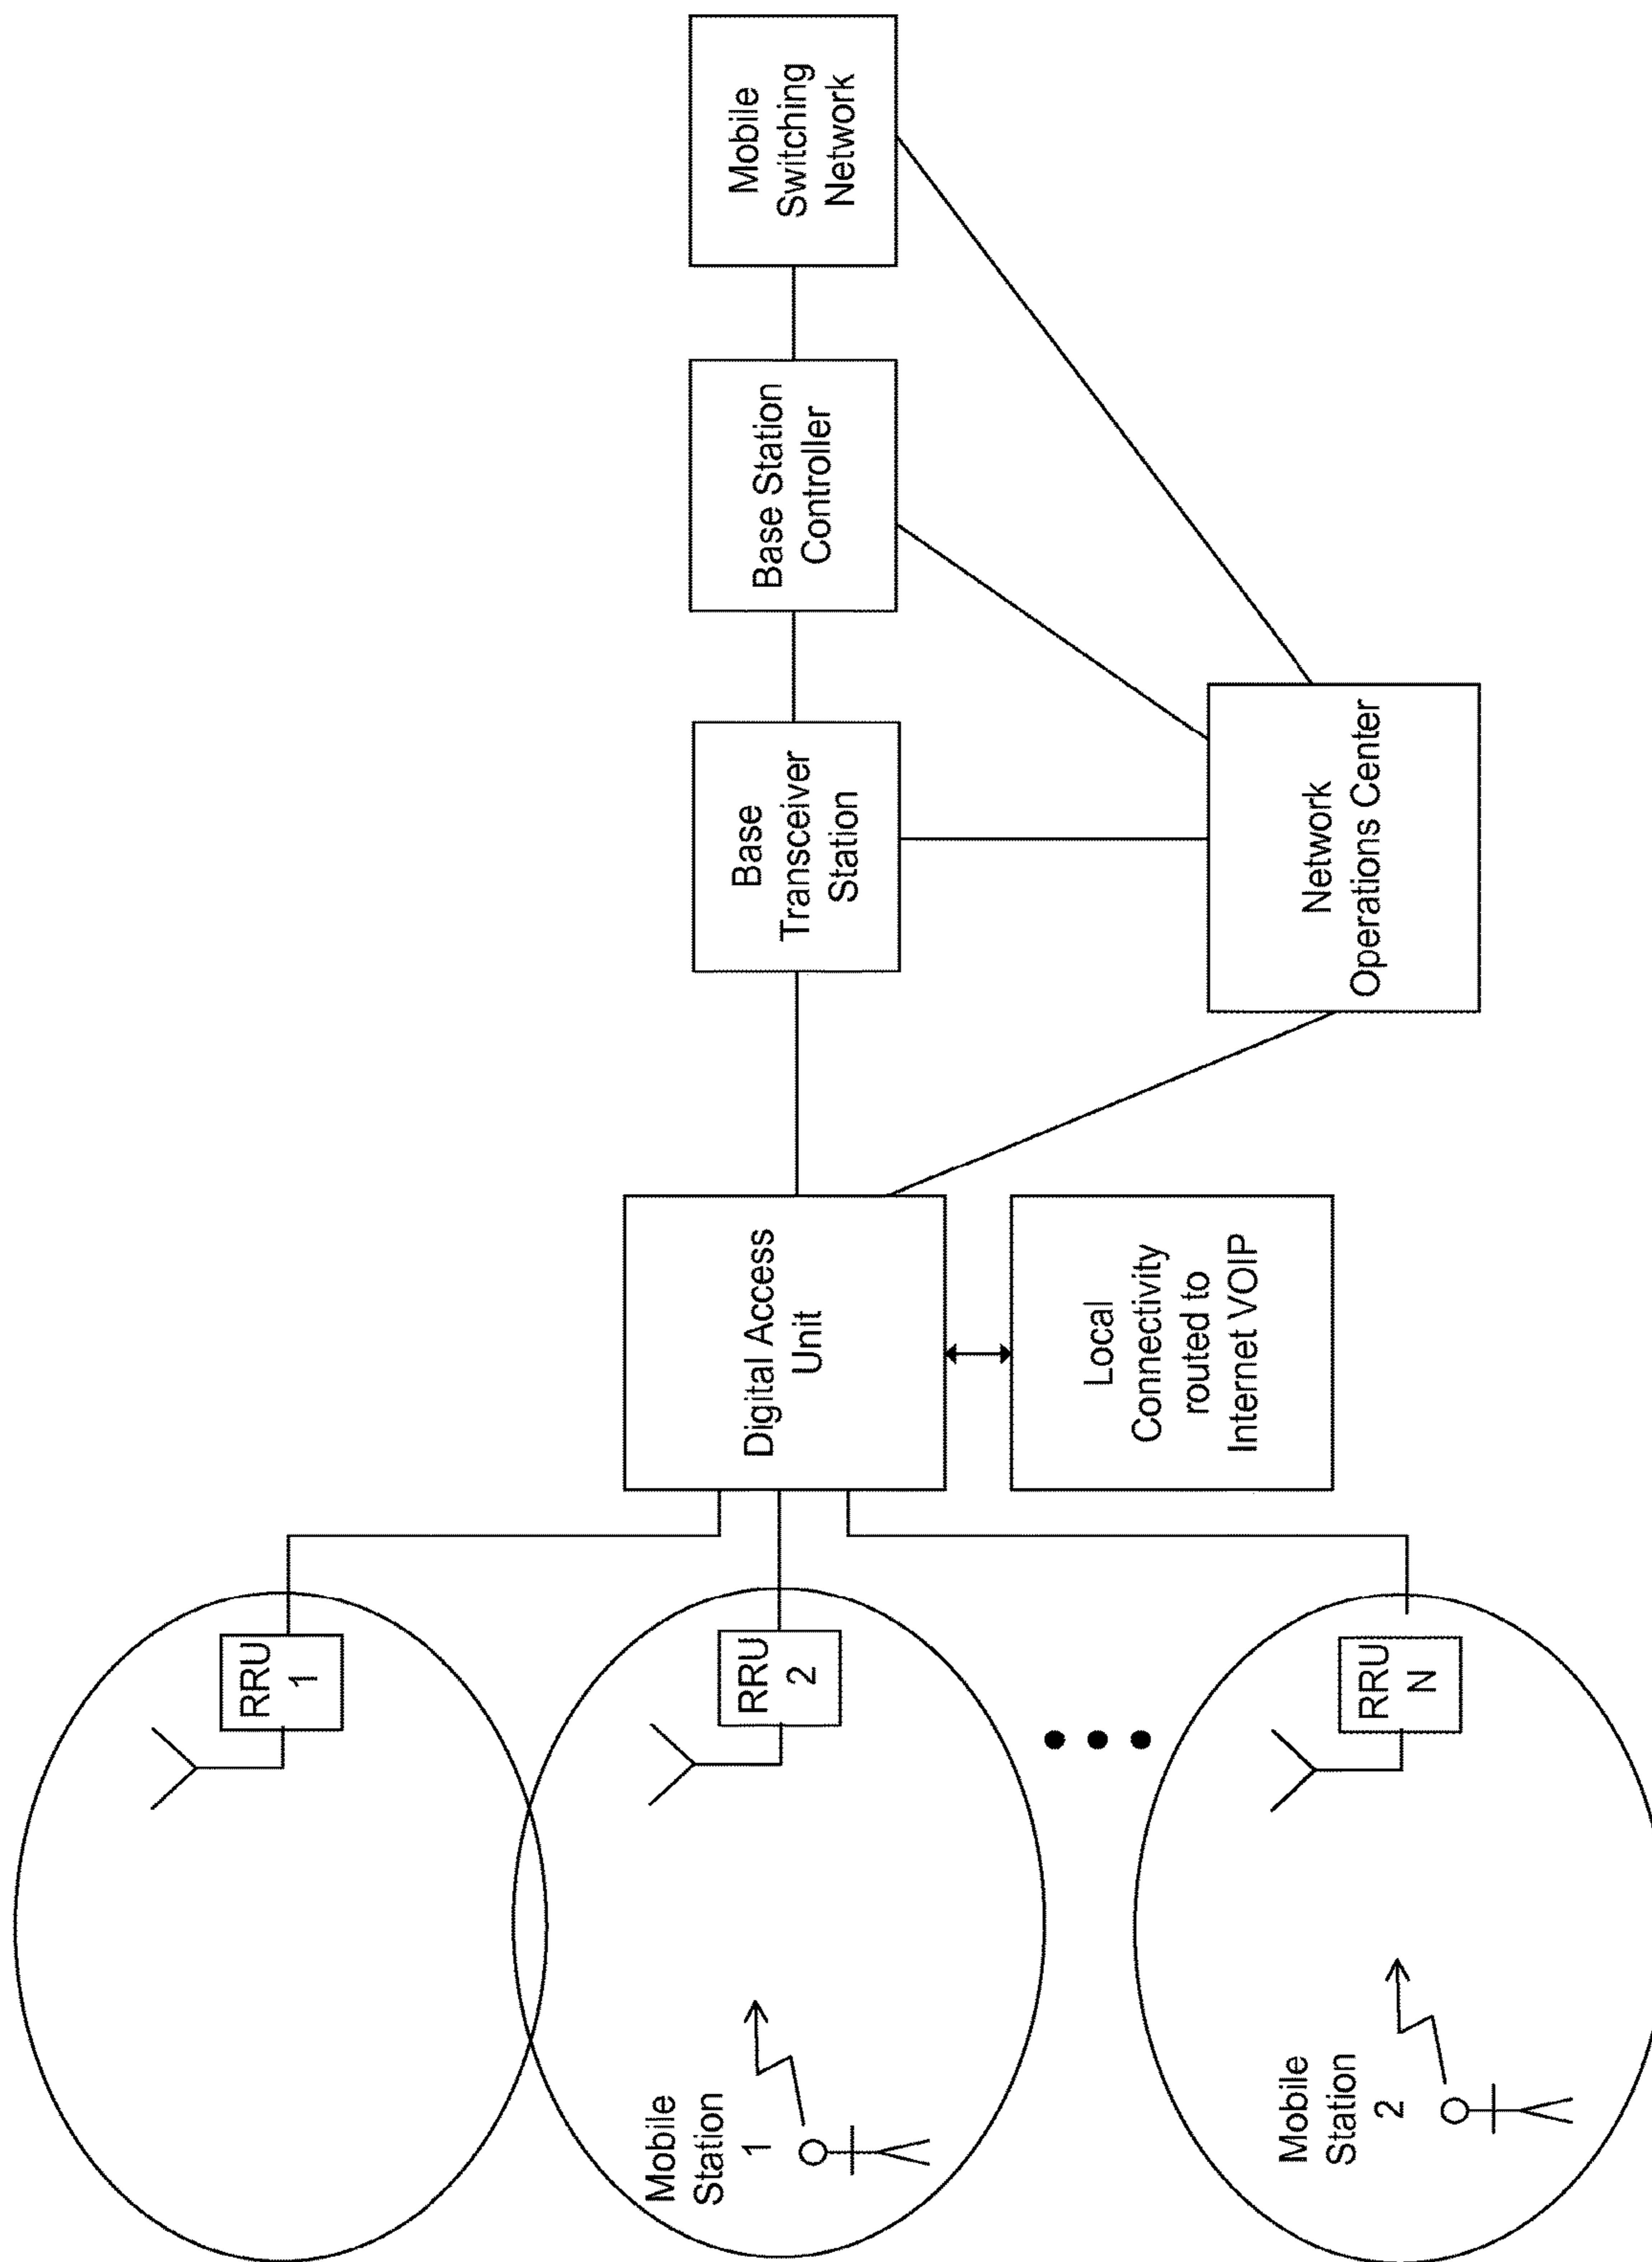 RRU
1
RRU
2
RRU
N
Mobile
Station
1
Mobile
Station
2
Digital Access
Unit
Local
Connectivity
routed to
Internet VOIP
Base
Transceiver
Station
Base Station
Controller
Mobile
Switching
Network
Network
Operations Center